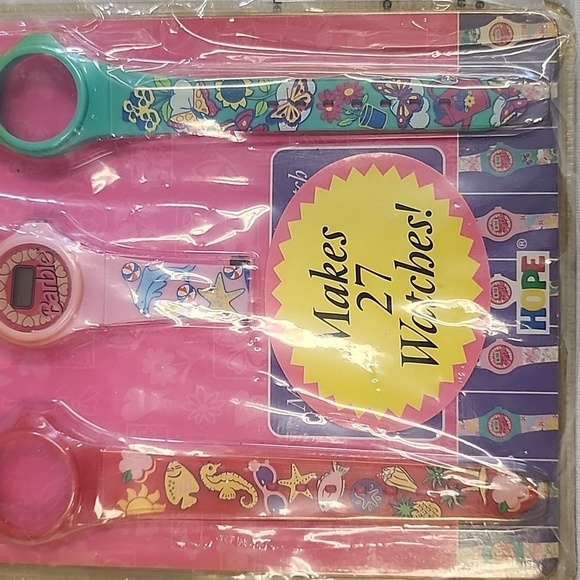 Barbie
Makes
27
Watches!
HOPE
®